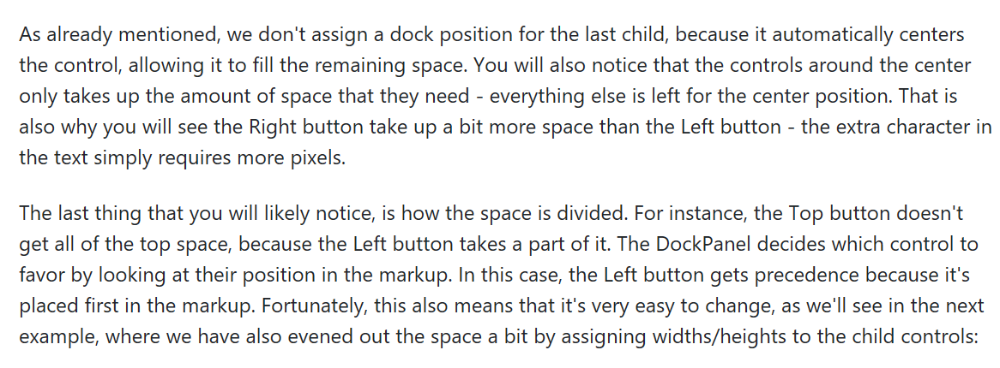 As already mentioned, we don't assign a dock position for the last child, because it automatically centers
the control, allowing it to fill the remaining space. You will also notice that the controls around the center
only takes up the amount of space that they need - everything else is left for the center position. That is
also why you will see the Right button take up a bit more space than the Left button - the extra character in
the text simply requires more pixels.
The last thing that you will likely notice, is how the space is divided. For instance, the Top button doesn't
get all of the top space, because the Left button takes a part of it. The DockPanel decides which control to
favor by looking at their position in the markup. In this case, the Left button gets precedence because it's
placed first in the markup. Fortunately, this also means that it's very easy to change, as we'll see in the next
example, where we have also evened out the space a bit by assigning widths/heights to the child controls: